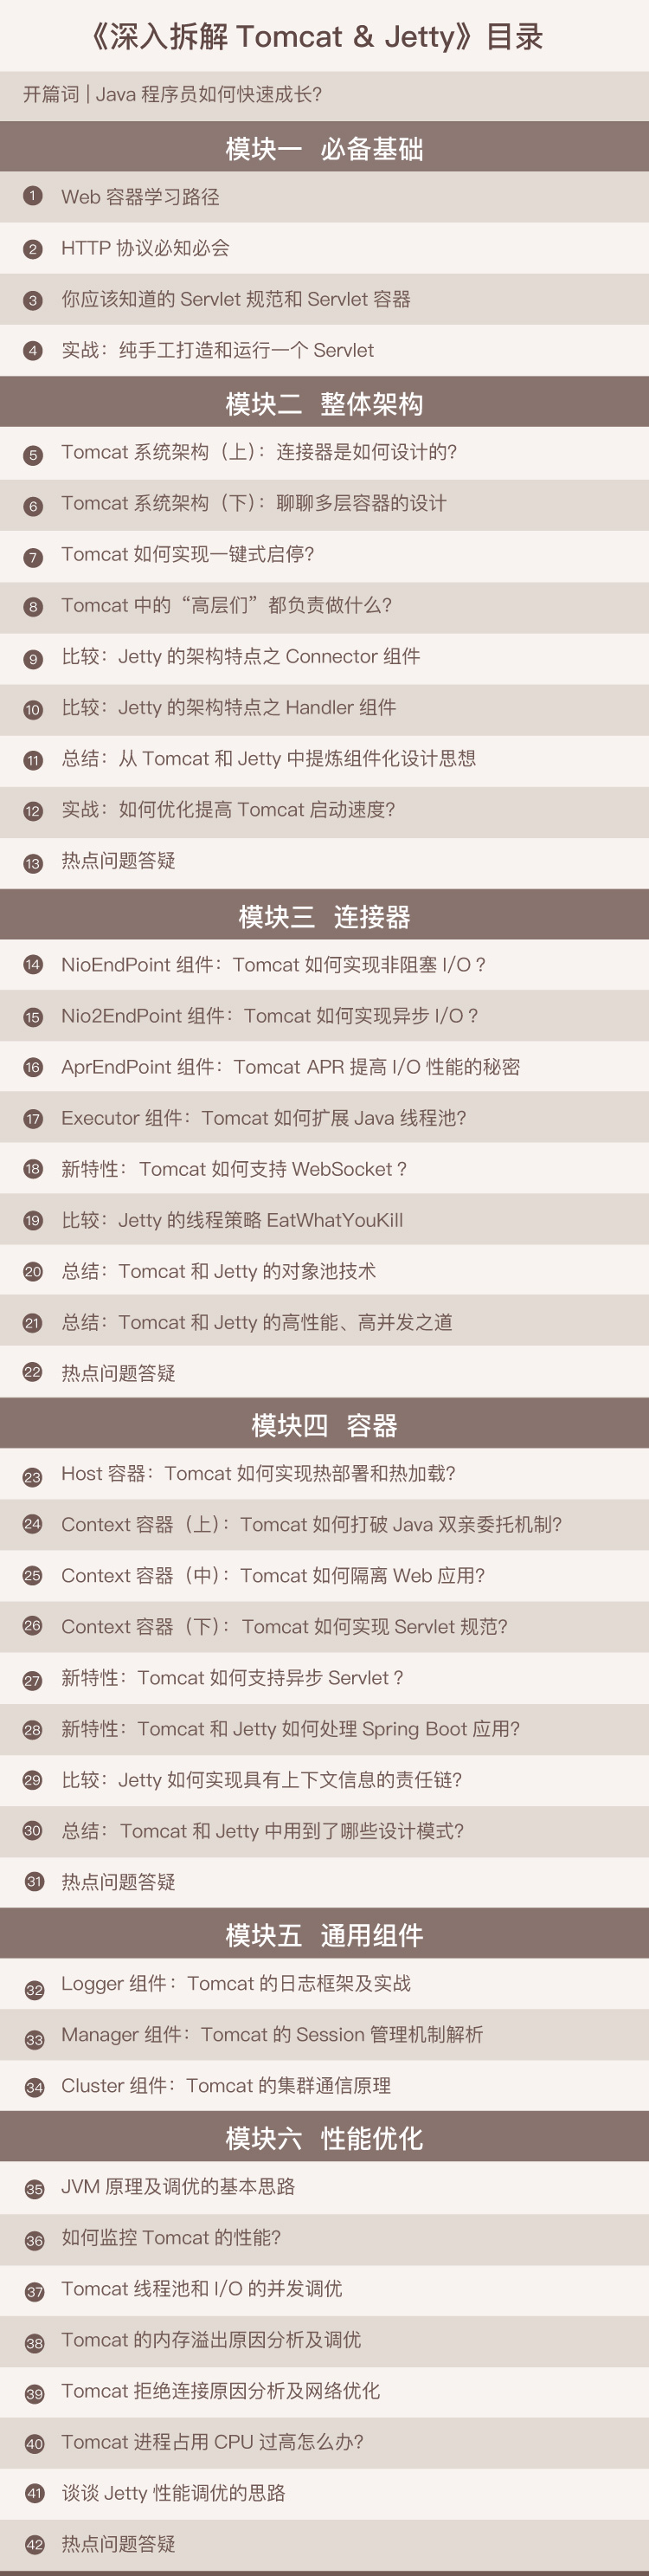 《深入拆解 Tomcat & Jetty》目录
开篇词 | Java 程序员如何快速成长?
模块一 必备基础
1 Web 容器学习路径
2 HTTP 协议必知必会
3 你应该知道的 Servlet 规范和 Servlet 容器
4 实战：纯手工打造和运行一个 Servlet
模块二 整体架构
5 Tomcat 系统架构（上）：连接器是如何设计的?
6 Tomcat 系统架构（下）：聊聊多层容器的设计
7 Tomcat 如何实现一键式启停?
8 Tomcat 中的“高层们”都负责做什么?
9 比较：Jetty 的架构特点之 Connector 组件
10 比较：Jetty 的架构特点之 Handler 组件
11 总结：从 Tomcat 和 Jetty 中提炼组件化设计思想
12 实战：如何优化提高 Tomcat 启动速度?
13 热点问题答疑
模块三 连接器
14 NioEndPoint 组件：Tomcat 如何实现非阻塞 I/O ?
15 Nio2EndPoint 组件：Tomcat 如何实现异步 I/O ?
16 AprEndPoint 组件：Tomcat APR 提高 I/O 性能的秘密
17 Executor 组件：Tomcat 如何扩展 Java 线程池?
18 新特性：Tomcat 如何支持 WebSocket ?
19 比较：Jetty 的线程策略 EatWhatYouKill
20 总结：Tomcat 和 Jetty 的对象池技术
21 总结：Tomcat 和 Jetty 的高性能、高并发之道
22 热点问题答疑
模块四 容器
23 Host 容器：Tomcat 如何实现热部署和热加载?
24 Context 容器（上）：Tomcat 如何打破 Java 双亲委托机制?
25 Context 容器（中）：Tomcat 如何隔离 Web 应用?
26 Context 容器（下）：Tomcat 如何实现 Servlet 规范?
27 新特性：Tomcat 如何支持异步 Servlet ?
28 新特性：Tomcat 和 Jetty 如何处理 Spring Boot 应用?
29 比较：Jetty 如何实现具有上下文信息的责任链?
30 总结：Tomcat 和 Jetty 中用到了哪些设计模式?
31 热点问题答疑
模块五 通用组件
32 Logger 组件：Tomcat 的日志框架及实战
33 Manager 组件：Tomcat 的 Session 管理机制解析
34 Cluster 组件：Tomcat 的集群通信原理
模块六 性能优化
35 JVM 原理及调优的基本思路
36 如何监控 Tomcat 的性能?
37 Tomcat 线程池和 I/O 的并发调优
38 Tomcat 的内存溢出原因分析及调优
39 Tomcat 拒绝连接原因分析及网络优化
40 Tomcat 进程占用 CPU 过高怎么办?
41 谈谈 Jetty 性能调优的思路
42 热点问题答疑